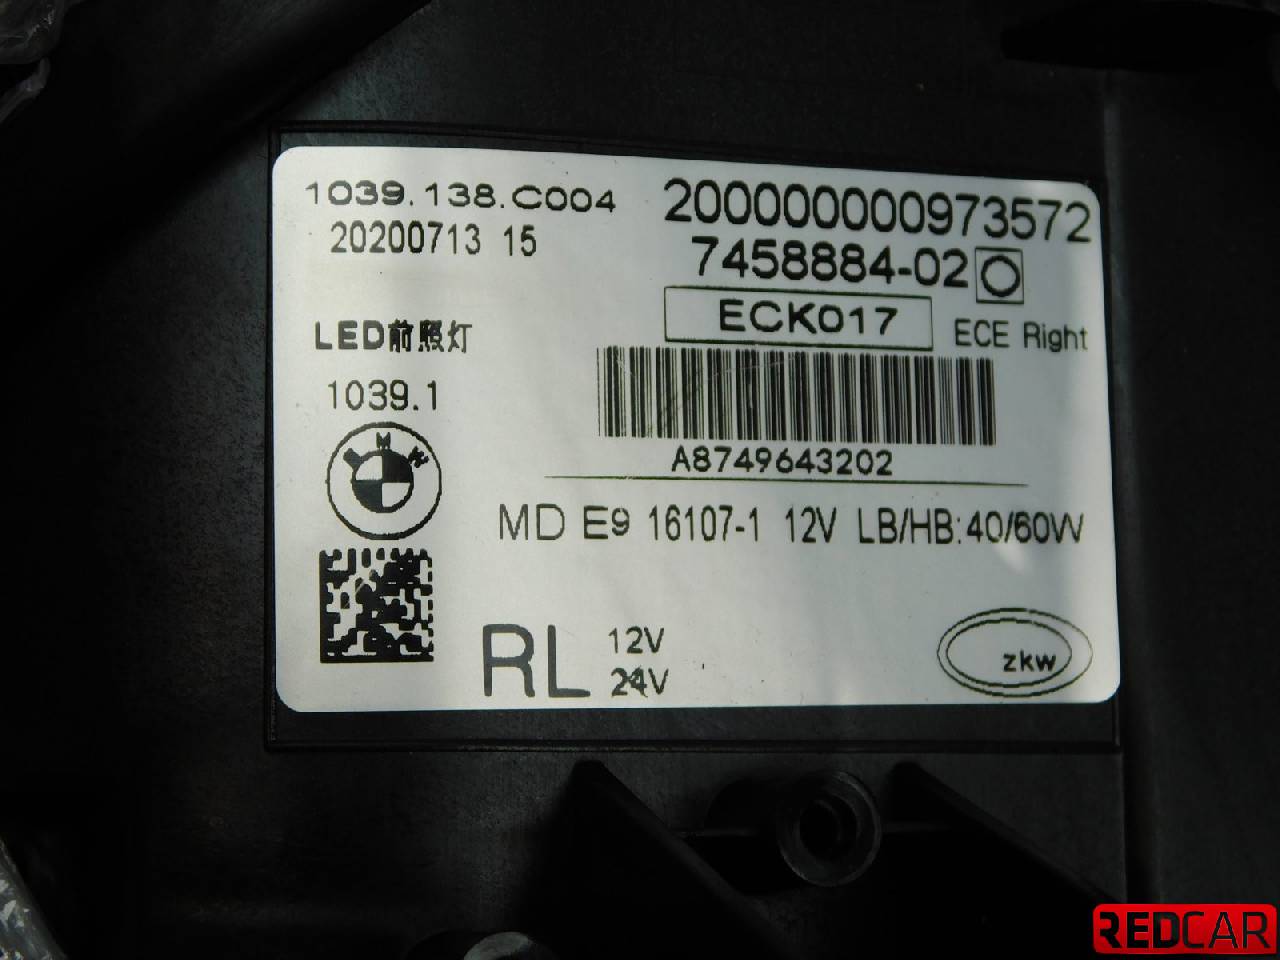 1039.138.C004
200000000973572
20200713 15
7458884-02
ECK017
ECE Right
LED前照灯
1039.1
A8749643202
BMW
MD E9 16107-1 12V LB/HB:40/60W
RL
12V
24V
zkw
REDCAR